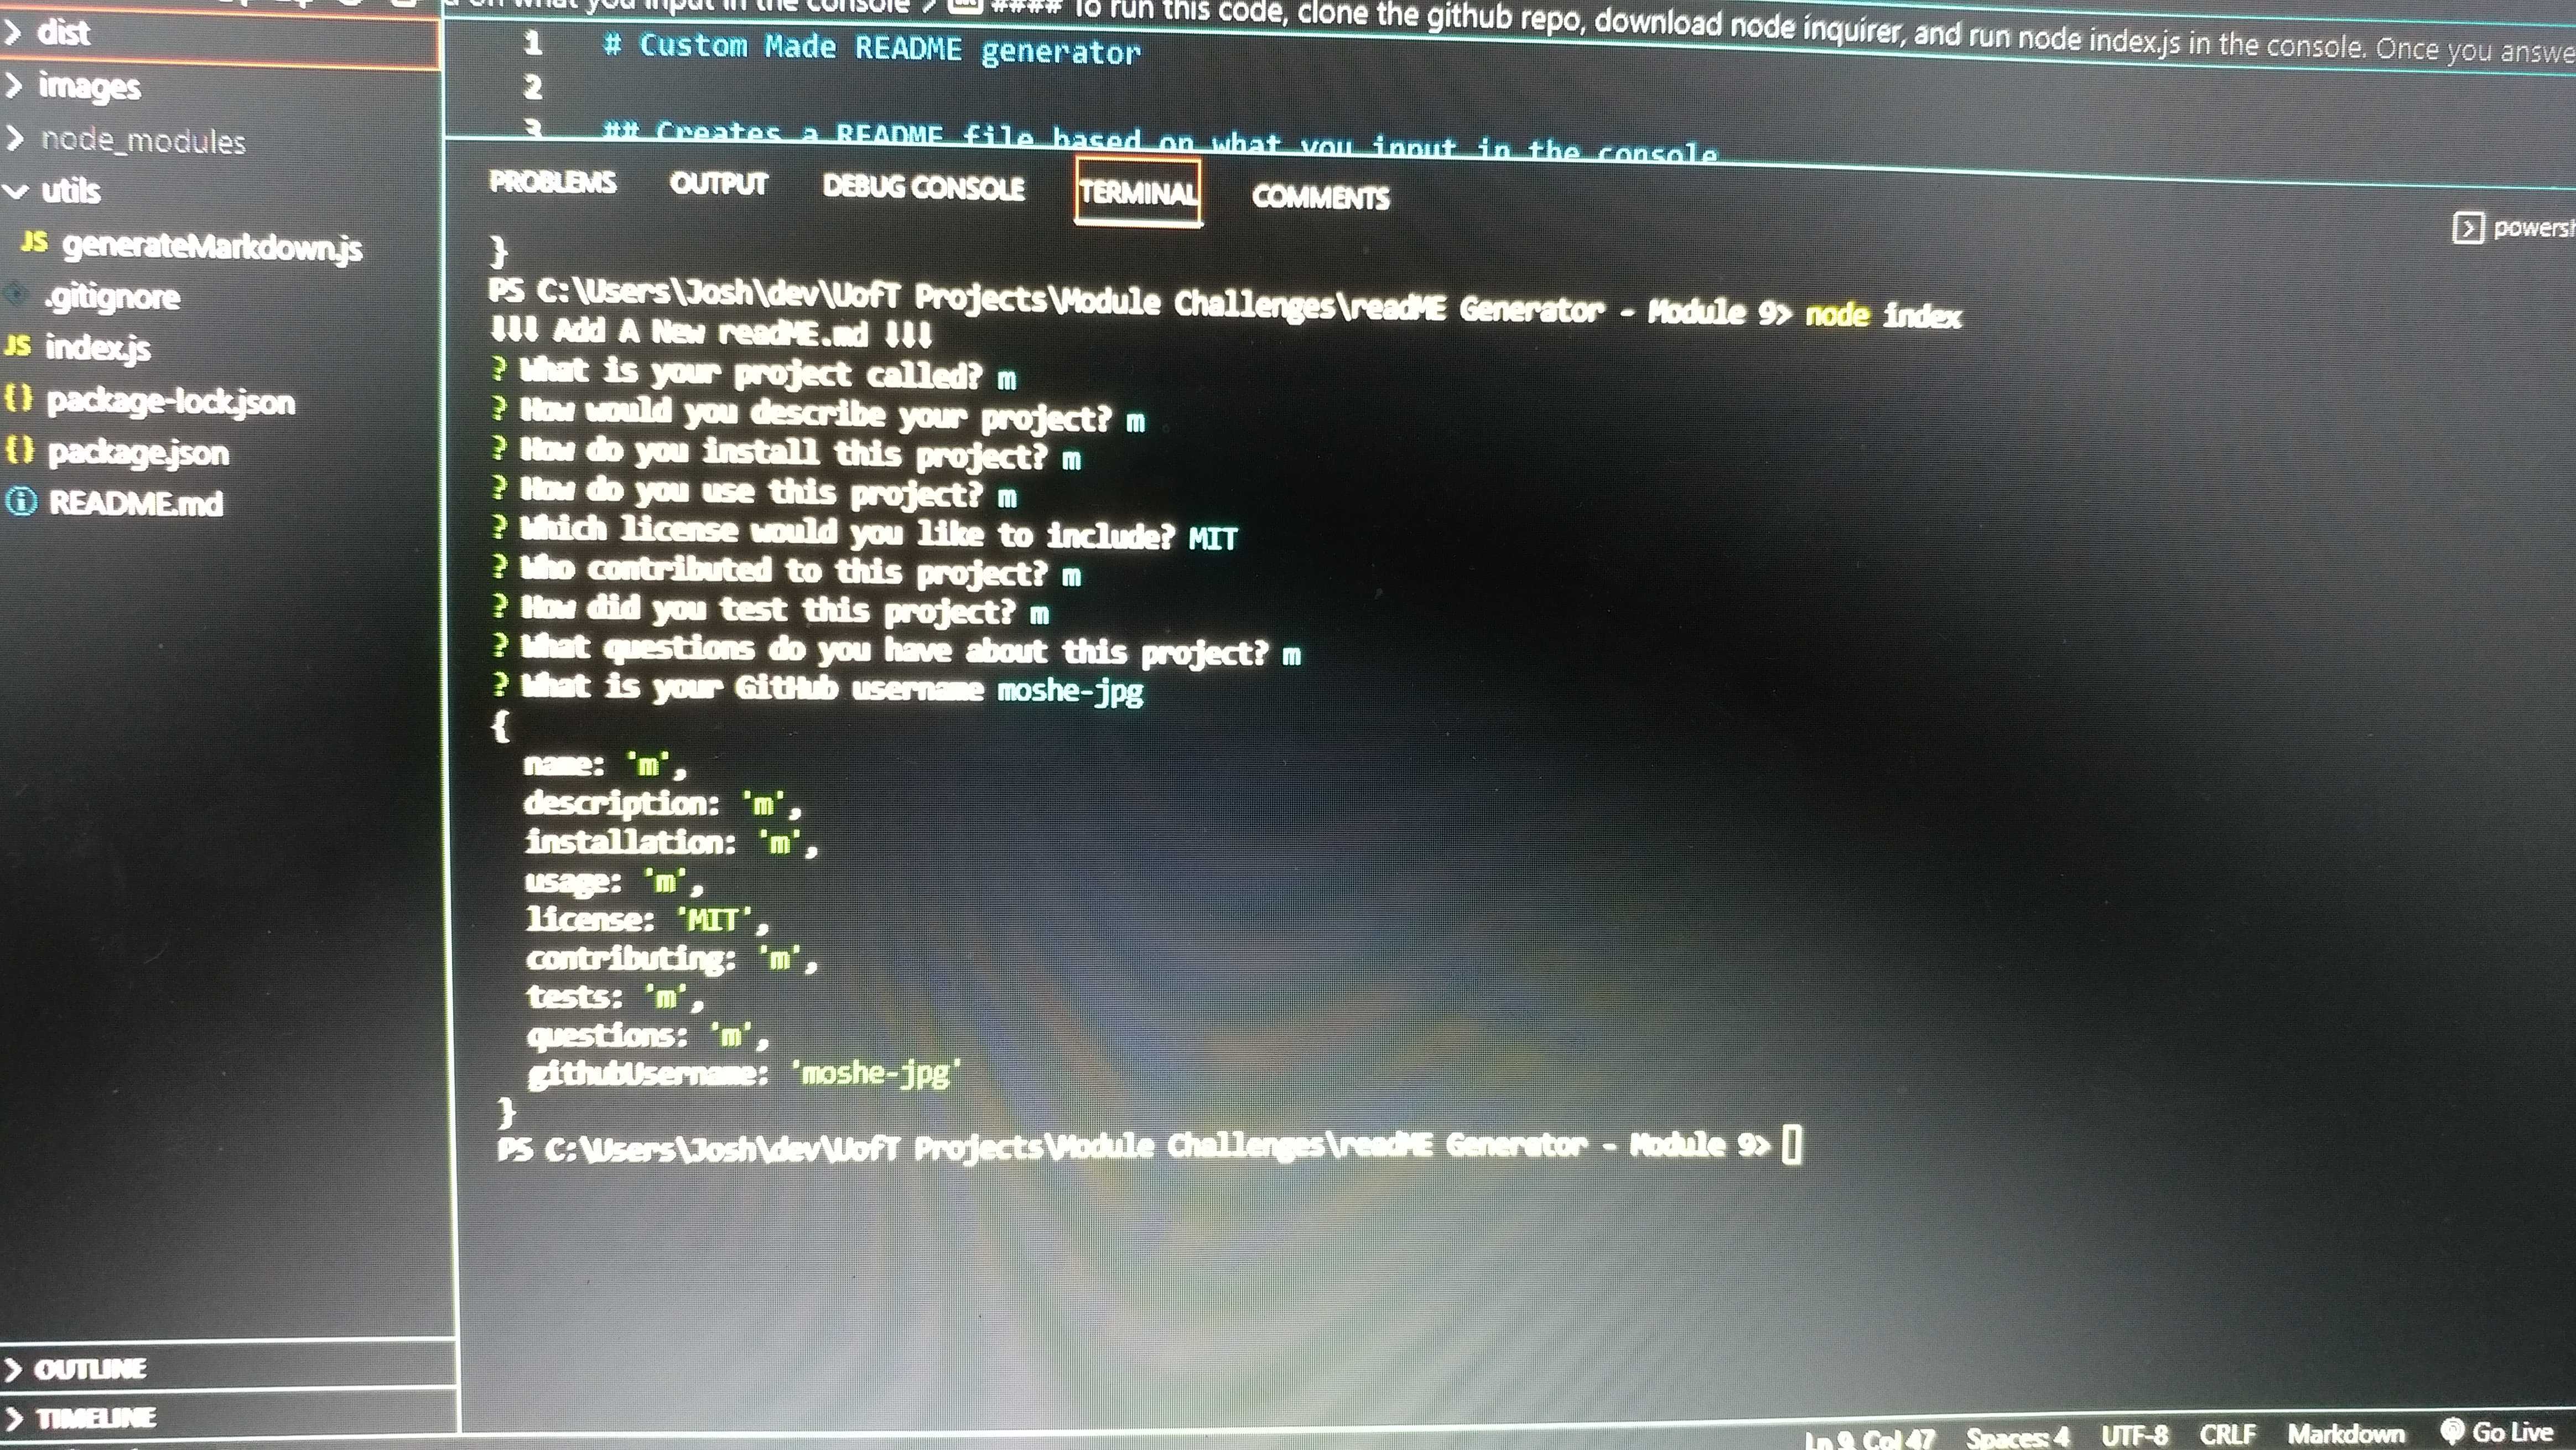 on what you input in the console > #### To run this code, clone the github repo, download node inquirer, and run node index.js in the console. Once you answe
dist
images
node_modules
utils
JS generateMarkdown.js
.gitignore
JS index.js
{} package-lock.json
{} package.json
README.md
OUTLINE
TIMELINE
1 # Custom Made README generator
2
3 ## Creates a README file based on what you input in the console
PROBLEMS OUTPUT DEBUG CONSOLE TERMINAL COMMENTS
powersh
}
PS C:\Users\Josh\dev\UofT Projects\Module Challenges\readME Generator - Module 9> node index
⬇⬇⬇ Add A New readME.md ⬇⬇⬇
? What is your project called? m
? How would you describe your project? m
? How do you install this project? m
? How do you use this project? m
? Which license would you like to include? MIT
? Who contributed to this project? m
? How did you test this project? m
? What questions do you have about this project? m
? What is your GitHub username moshe-jpg
{
name: 'm',
description: 'm',
installation: 'm',
usage: 'm',
license: 'MIT',
contributing: 'm',
tests: 'm',
questions: 'm',
githubUsername: 'moshe-jpg'
}
PS C:\Users\Josh\dev\UofT Projects\Module Challenges\readME Generator - Module 9>
Ln 9, Col 47 Spaces: 4 UTF-8 CRLF Markdown Go Live